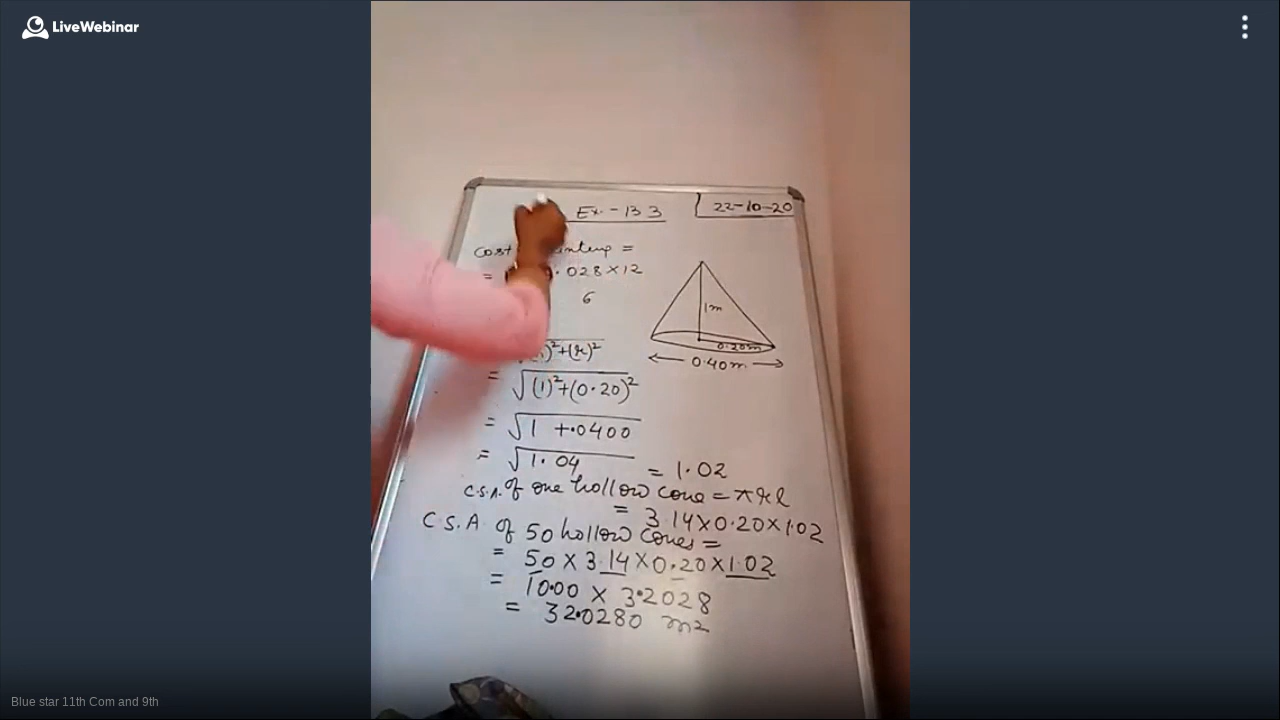 LiveWebinar
Ex. - 13 3
22-10-20
cost =
.028 × 12
6
1m
0.20m
0.40m
)²+(r)²
= √(1)²+(0.20)²
= √1 +.0400
= √1.04 = 1.02
C.S.A. of one hollow cone = πrl
= 3.14×0.20×1.02
C.S.A. of 50 hollow cones =
= 50 × 3.14 × 0.20 × 1.02
= 10.00 × 3.2028
= 32.0280 m²
Blue star 11th Com and 9th